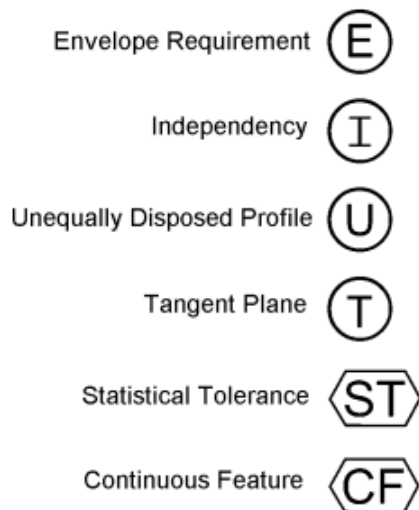 Envelope Requirement E
Independency I
Unequally Disposed Profile U
Tangent Plane T
Statistical Tolerance ST
Continuous Feature CF